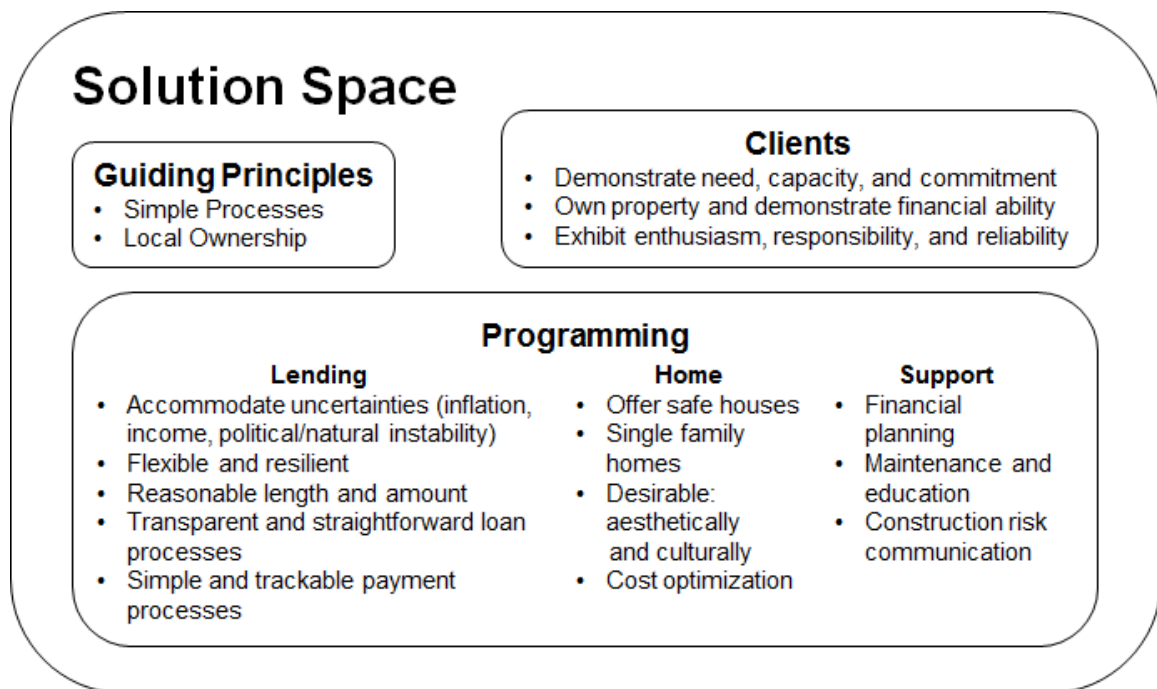 Solution Space
Guiding Principles
• Simple Processes
• Local Ownership
Clients
• Demonstrate need, capacity, and commitment
• Own property and demonstrate financial ability
• Exhibit enthusiasm, responsibility, and reliability
Programming
Lending
• Accommodate uncertainties (inflation,
income, political/natural instability)
• Flexible and resilient
• Reasonable length and amount
• Transparent and straightforward loan
processes
• Simple and trackable payment
processes
Home
• Offer safe houses
• Single family
homes
• Desirable:
aesthetically
and culturally
• Cost optimization
Support
• Financial
planning
• Maintenance and
education
• Construction risk
communication